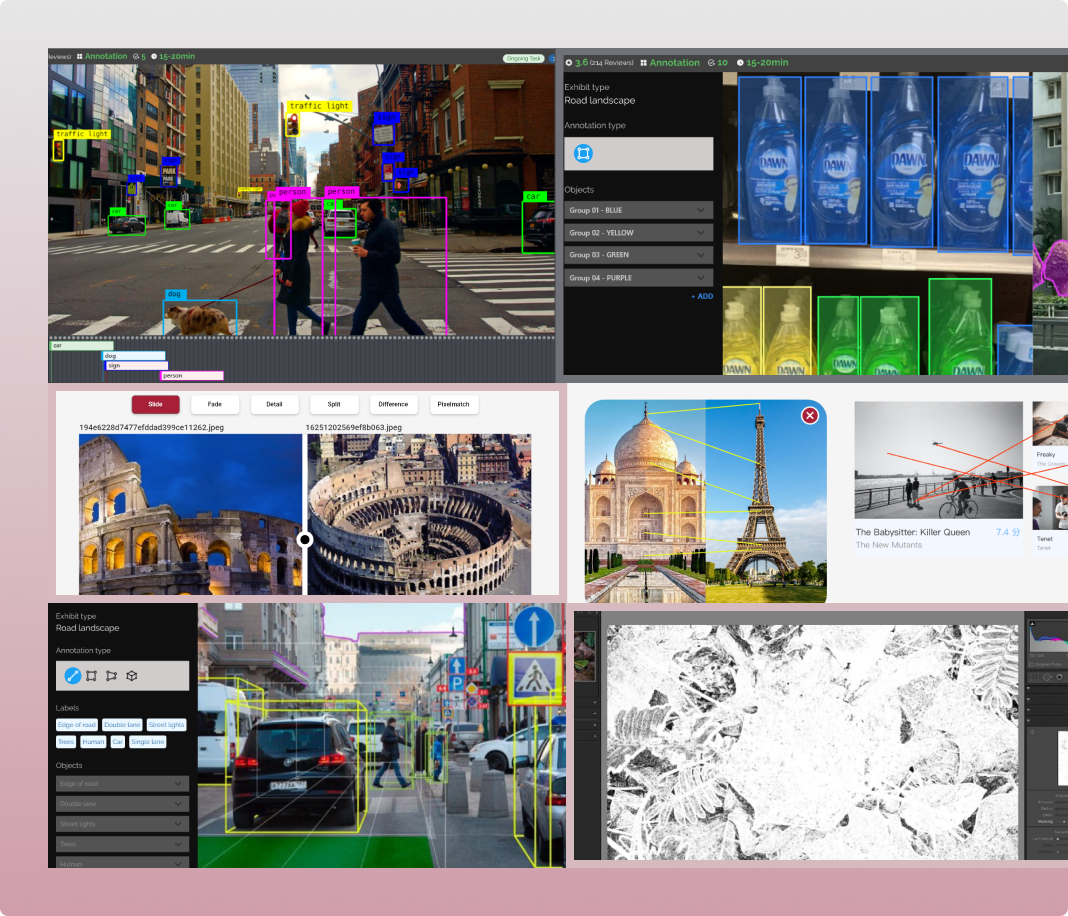 Reviews) Annotation 5 15-20min
Ongoing Task
traffic light
traffic light
person
person
car
car
car
car
dog
PARK
car
dog
sign
person
3.6 (214 Reviews) Annotation 10 15-20min
Exhibit type
Road landscape
Annotation type
Objects
Group 01 - BLUE
Group 02 - YELLOW
Group 03 - GREEN
Group 04 - PURPLE
+ ADD
DAWN
DAWN
DAWN
DAWN
DAWN
DAWN
DAWN
DAWN
DAWN
Slide
Fade
Detail
Split
Difference
Pixelmatch
194e6228d7477efddad399ce11262.jpeg
16251202569ef8b063.jpeg
The Babysitter: Killer Queen 7.4 分
The New Mutants
Freaky
Tenet
Tenet
Exhibit type
Road landscape
Annotation type
Labels
Edge of road
Double lane
Street lights
Trees
Human
Car
Single lane
Objects
Edge of road
Double lane
Street lights
Trees
Human
P